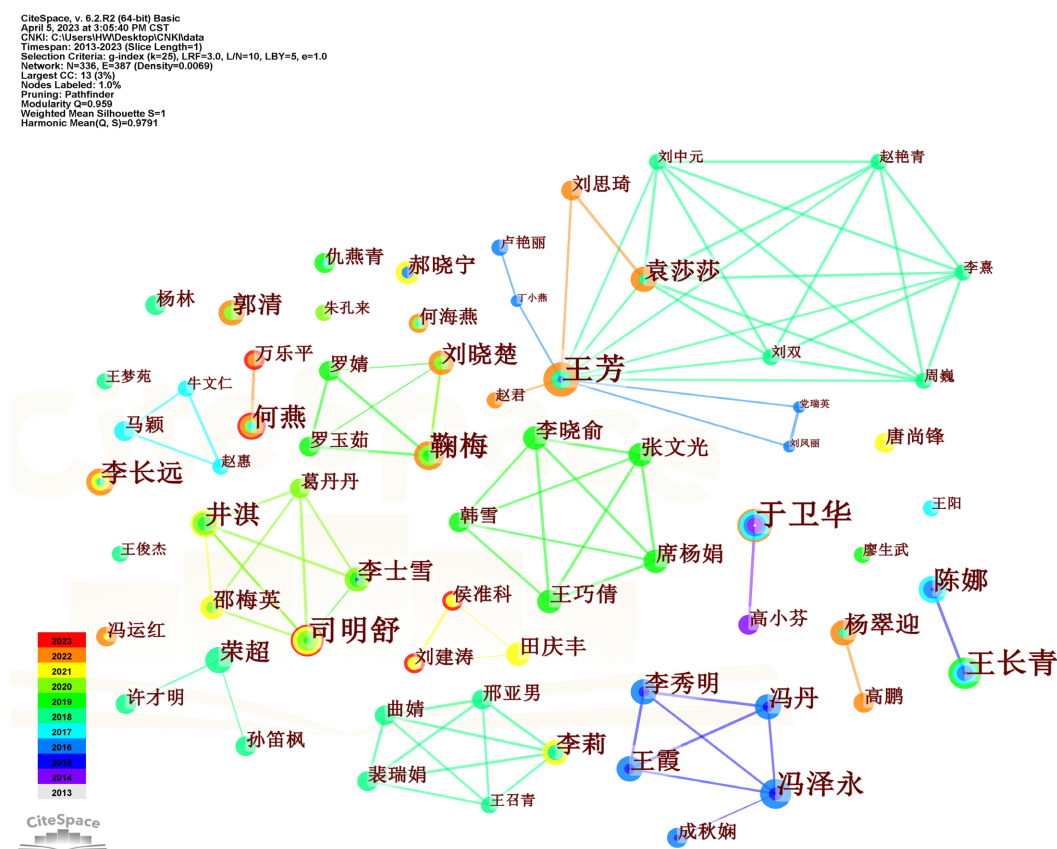 CiteSpace, v. 6.2.R2 (64-bit) Basic
April 5, 2023 at 3:05:40 PM CST
CNKI: C:\Users\HW\Desktop\CNKI\data
Timespan: 2013-2023 (Slice Length=1)
Selection Criteria: g-index (k=25), LRF=3.0, L/N=10, LBY=5, e=1.0
Network: N=336, E=387 (Density=0.0069)
Largest CC: 13 (3%)
Nodes Labeled: 1.0%
Pruning: Pathfinder
Modularity Q=0.959
Weighted Mean Silhouette S=1
Harmonic Mean(Q, S)=0.9791
刘中元
赵艳青
刘思琦
卢艳丽
仇燕青
郝晓宁
袁莎莎
李熹
丁小燕
杨林
郭清
朱孔来
何海燕
万乐平
罗婧
刘晓楚
王芳
刘双
周巍
王梦苑
牛文仁
赵君
党瑞英
马颖
何燕
罗玉茹
鞠梅
李晓俞
张文光
刘凤丽
唐尚锋
赵惠
李长远
葛丹丹
井淇
韩雪
于卫华
王阳
王俊杰
李士雪
席杨娟
廖生武
邵梅英
侯准科
王巧倩
陈娜
冯运红
司明舒
高小芬
杨翠迎
荣超
刘建涛
田庆丰
王长青
许才明
曲婧
邢亚男
李秀明
冯丹
高鹏
孙笛枫
李莉
王霞
裴瑞娟
王召青
冯泽永
成秋娴
2023
2022
2021
2020
2019
2018
2017
2016
2015
2014
2013
CiteSpace